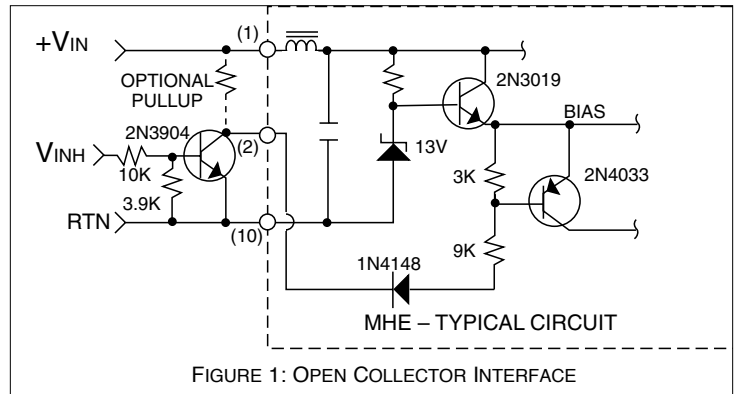 +VIN
(1)
OPTIONAL
PULLUP
2N3019
BIAS
2N3904
VINH
(2)
13V
10K
3.9K
3K
2N4033
RTN
(10)
9K
1N4148
MHE – TYPICAL CIRCUIT
FIGURE 1: OPEN COLLECTOR INTERFACE